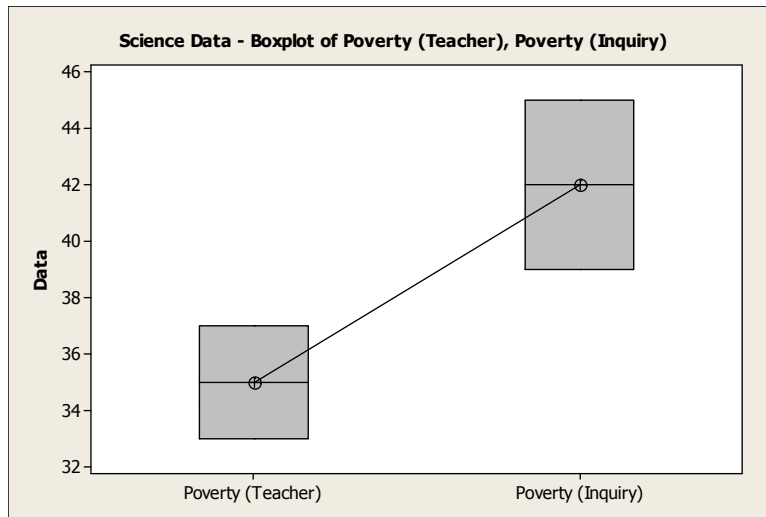 Science Data - Boxplot of Poverty (Teacher), Poverty (Inquiry)
46
44
42
40
38
36
34
32
Data
Poverty (Teacher)
Poverty (Inquiry)